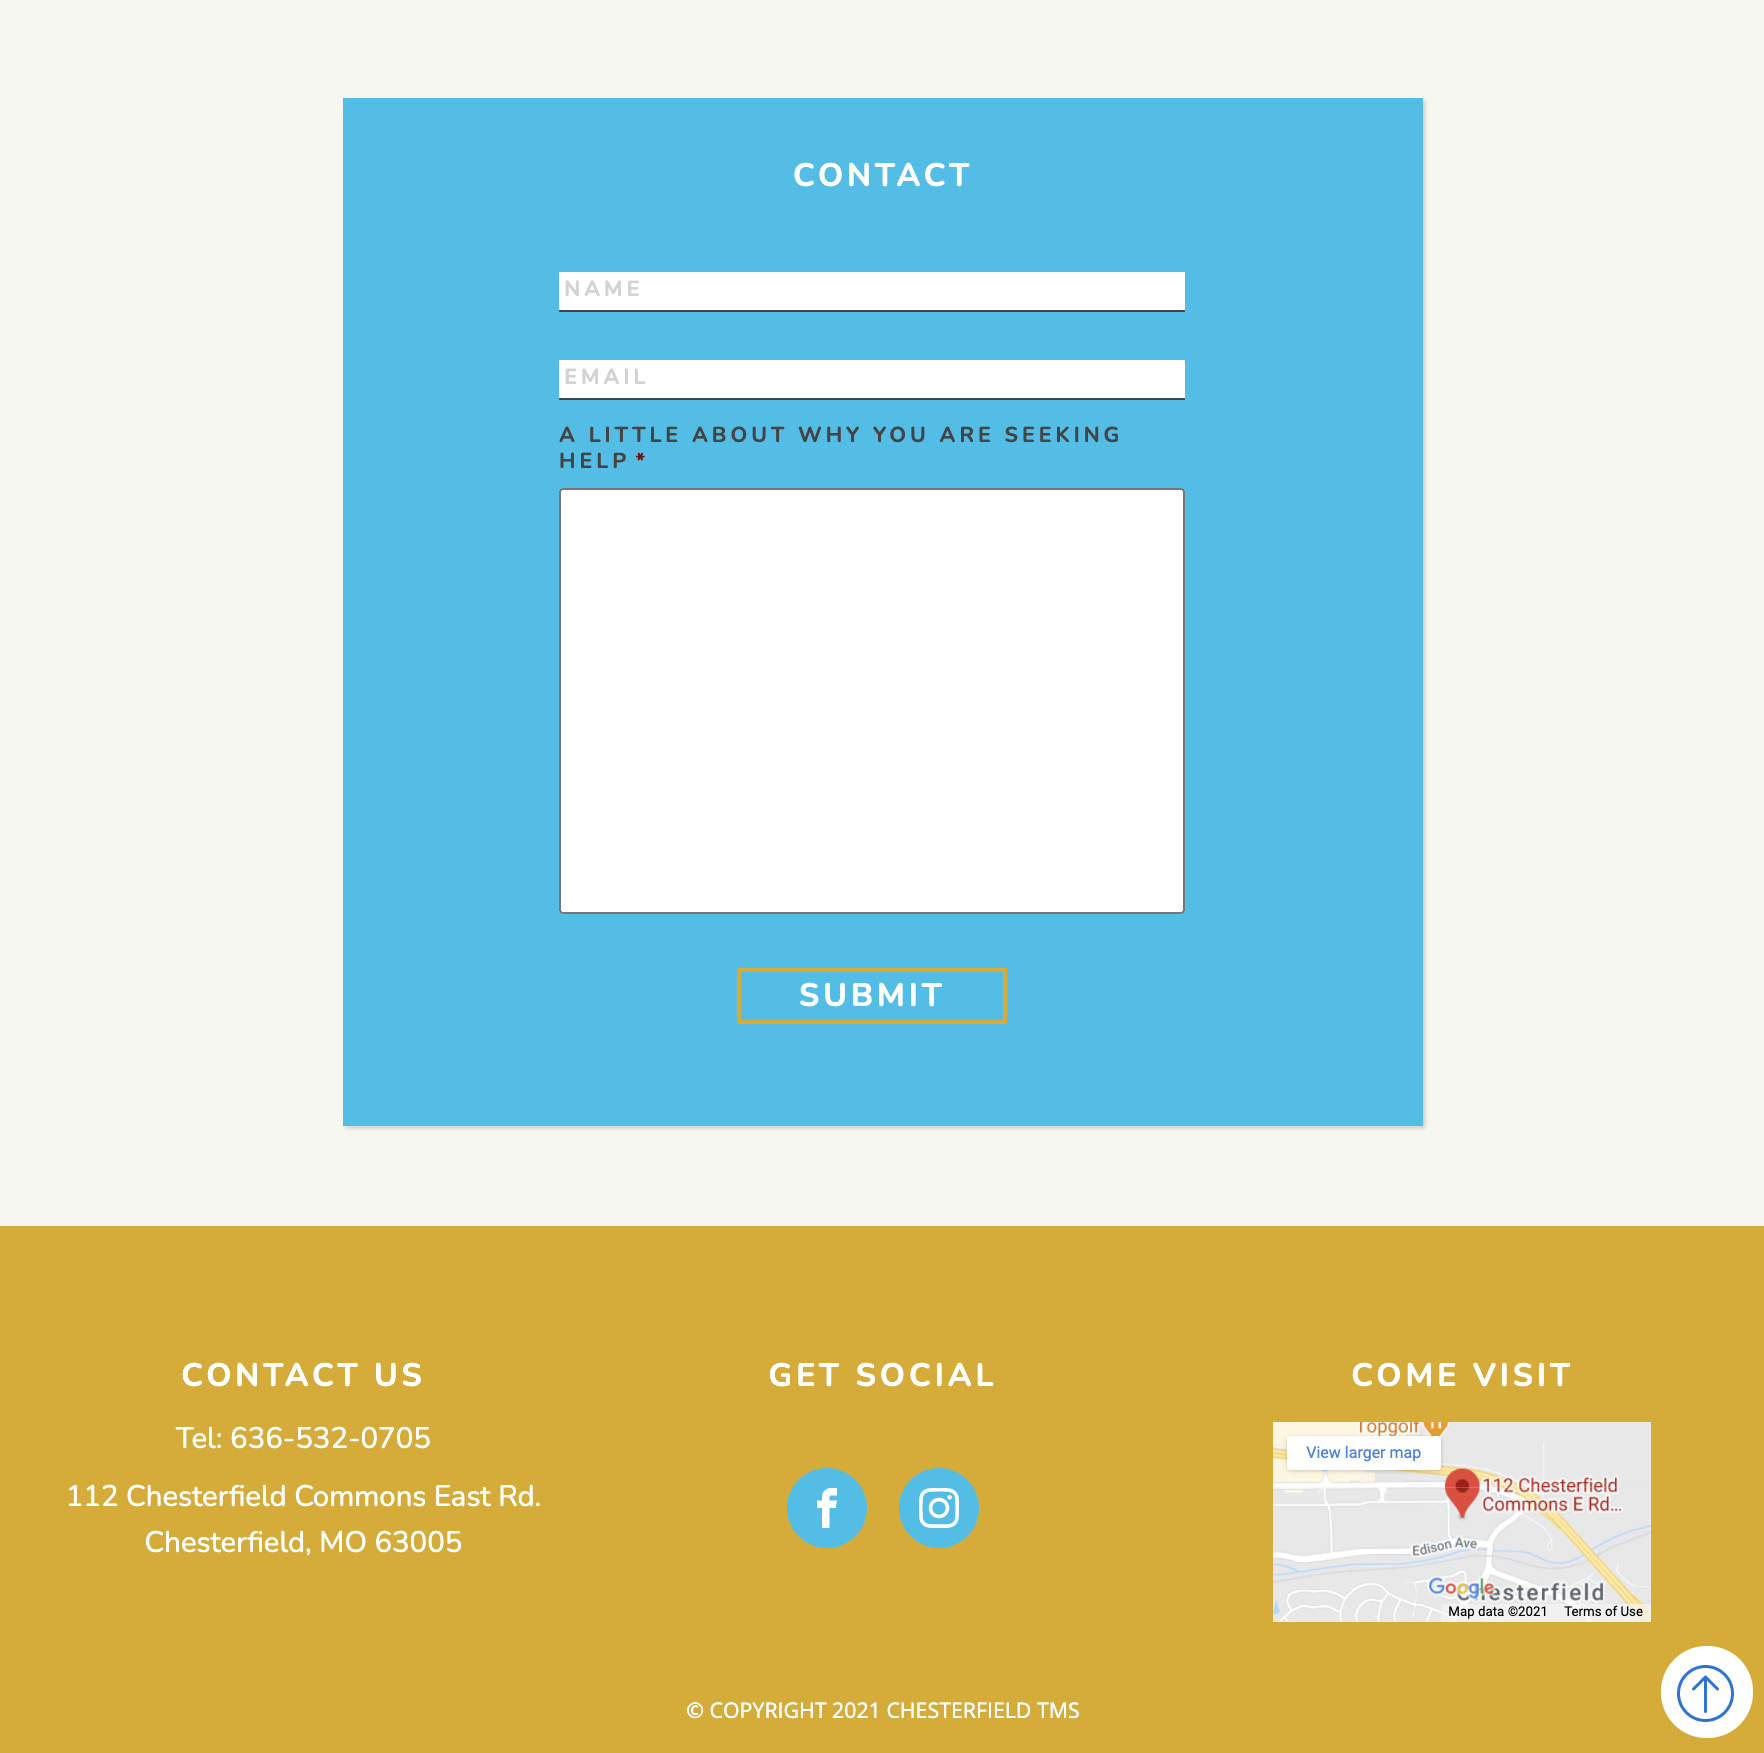 CONTACT
NAME
EMAIL
A LITTLE ABOUT WHY YOU ARE SEEKING
HELP *
SUBMIT
CONTACT US
Tel: 636-532-0705
112 Chesterfield Commons East Rd.
Chesterfield, MO 63005
GET SOCIAL
COME VISIT
Topgolf
View larger map
112 Chesterfield
Commons E Rd...
Edison Ave
Google
Chesterfield
Map data ©2021 Terms of Use
© COPYRIGHT 2021 CHESTERFIELD TMS